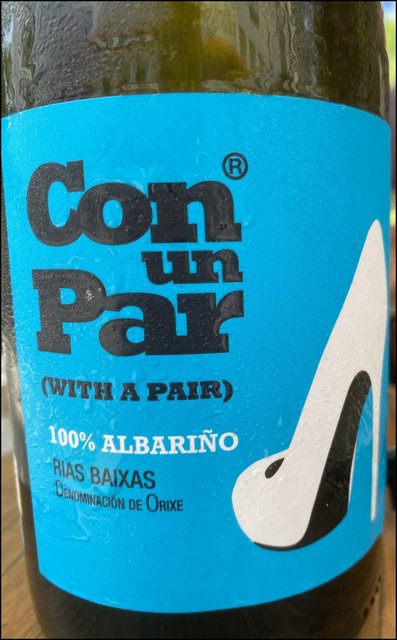 Con®
un
Par
(WITH A PAIR)
100% ALBARIÑO
RIAS BAIXAS
DENOMINACIÓN DE ORIXE